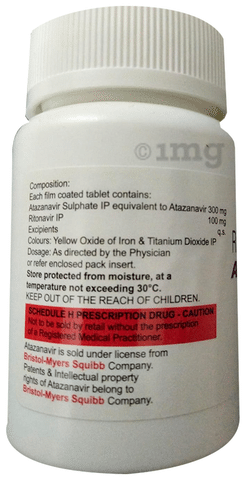 1mg
Composition:
Each film coated tablet contains:
Atazanavir Sulphate IP equivalent to Atazanavir 300 mg
Ritonavir IP 100 mg
Excipients q.s.
Colours: Yellow Oxide of Iron & Titanium Dioxide IP
Dosage: As directed by the Physician
or refer enclosed pack insert.
Store protected from moisture, at a
temperature not exceeding 30°C.
KEEP OUT OF THE REACH OF CHILDREN.
SCHEDULE H PRESCRIPTION DRUG - CAUTION
Not to be sold by retail without the prescription
of a Registered Medical Practitioner.
Atazanavir is sold under license from
Bristol-Myers Squibb Company.
Patents & Intellectual property
rights of Atazanavir belong to
Bristol-Myers Squibb Company.